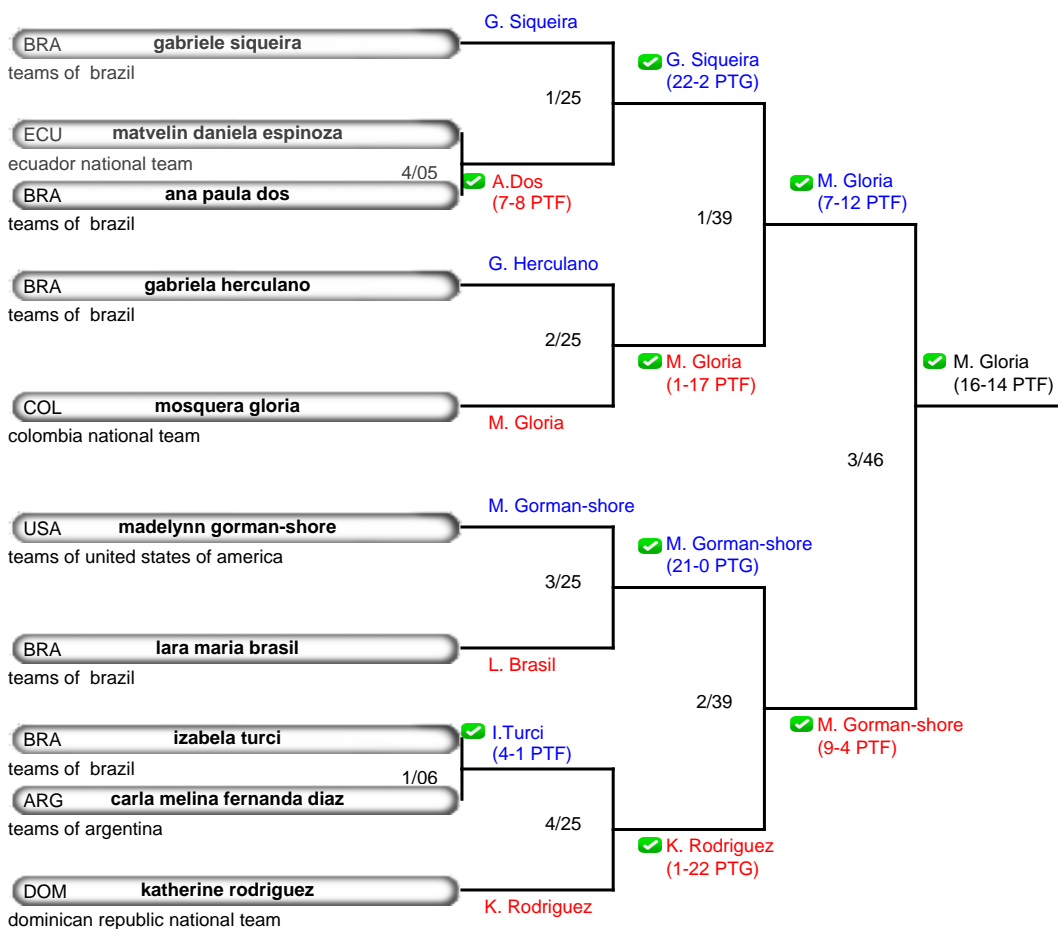 G. Siqueira
BRA gabriele siqueira
teams of  brazil
G. Siqueira
(22-2 PTG)
1/25
ECU matvelin daniela espinoza
ecuador national team
4/05
A.Dos
(7-8 PTF)
BRA ana paula dos
teams of  brazil
M. Gloria
(7-12 PTF)
1/39
G. Herculano
BRA gabriela herculano
teams of  brazil
2/25
M. Gloria
(1-17 PTF)
M. Gloria
(16-14 PTF)
COL mosquera gloria
colombia national team
M. Gloria
3/46
M. Gorman-shore
USA madelynn gorman-shore
teams of united states of america
M. Gorman-shore
(21-0 PTG)
3/25
BRA lara maria brasil
teams of  brazil
L. Brasil
2/39
M. Gorman-shore
(9-4 PTF)
BRA izabela turci
teams of  brazil
I.Turci
(4-1 PTF)
1/06
ARG carla melina fernanda diaz
teams of argentina
4/25
K. Rodriguez
(1-22 PTG)
DOM katherine rodriguez
dominican republic national team
K. Rodriguez